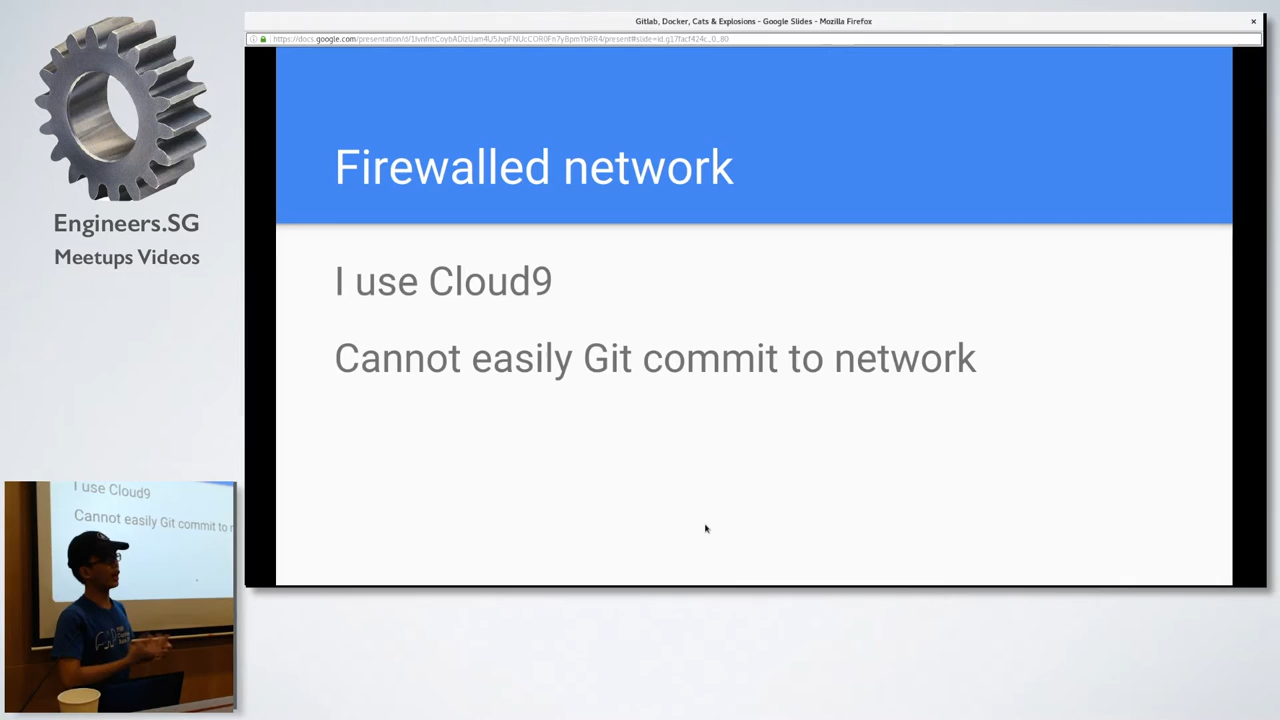 Gitlab, Docker, Cats & Explosions - Google Slides - Mozilla Firefox
Engineers.SG
Meetups Videos
Firewalled network
I use Cloud9
Cannot easily Git commit to network
I use Cloud9
Cannot easily Git commit to